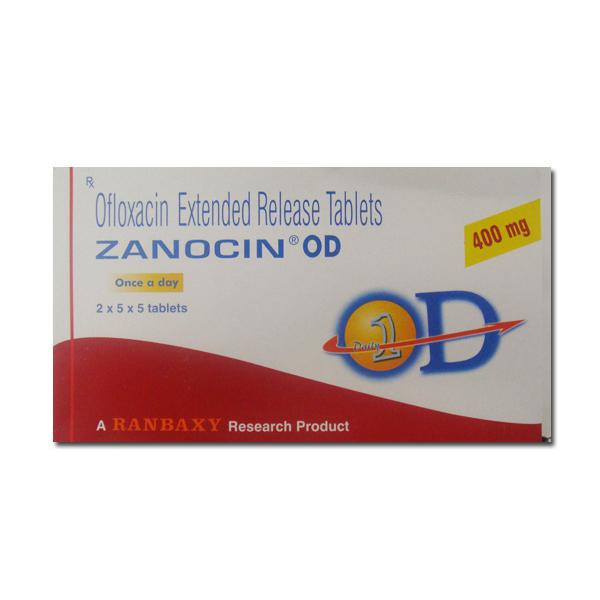 Rx
Ofloxacin Extended Release Tablets
ZANOCIN® OD
Once a day
2 x 5 x 5 tablets
400 mg
Daily 1
OD
A RANBAXY Research Product